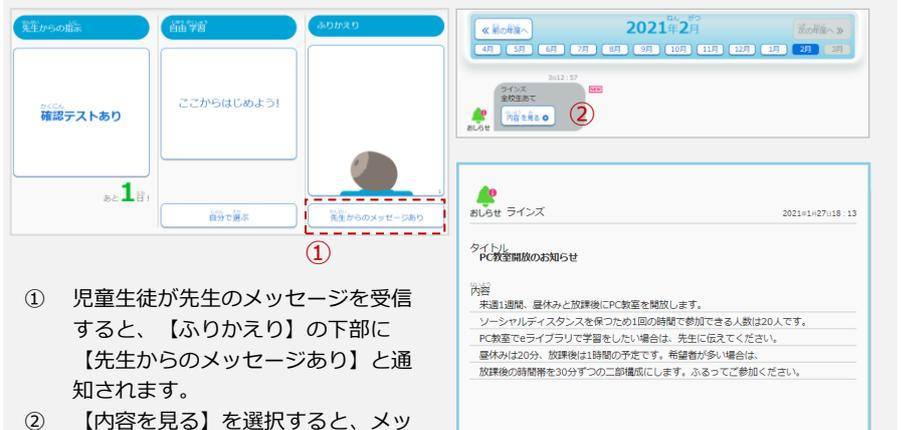 先生からの指示
自由学習
ふりかえり
かくにん
確認テストあり
ここからはじめよう!
あと1日!
自分で選ぶ
先生からのメッセージあり
①
① 児童生徒が先生のメッセージを受信
すると、【ふりかえり】の下部に
【先生からのメッセージあり】と通
知されます。
② 【内容を見る】を選択すると、メッ
≪ 前の年度へ
2021年2月
次の年度へ ≫
4月 5月 6月 7月 8月 9月 10月 11月 12月 1月 2月 3月
3日12:57
ラインズ
全校生あて
NEW
内容を見る
②
おしらせ
おしらせ ラインズ
2021年1月27日18:13
タイトル
PC教室開放のお知らせ
内容
来週1週間、昼休みと放課後にPC教室を開放します。
ソーシャルディスタンスを保つため1回の時間で参加できる人数は20人です。
PC教室でeライブラリで学習をしたい場合は、先生に伝えてください。
昼休みは20分、放課後は1時間の予定です。希望者が多い場合は、
放課後の時間帯を30分ずつの二部構成にします。ふるってご参加ください。